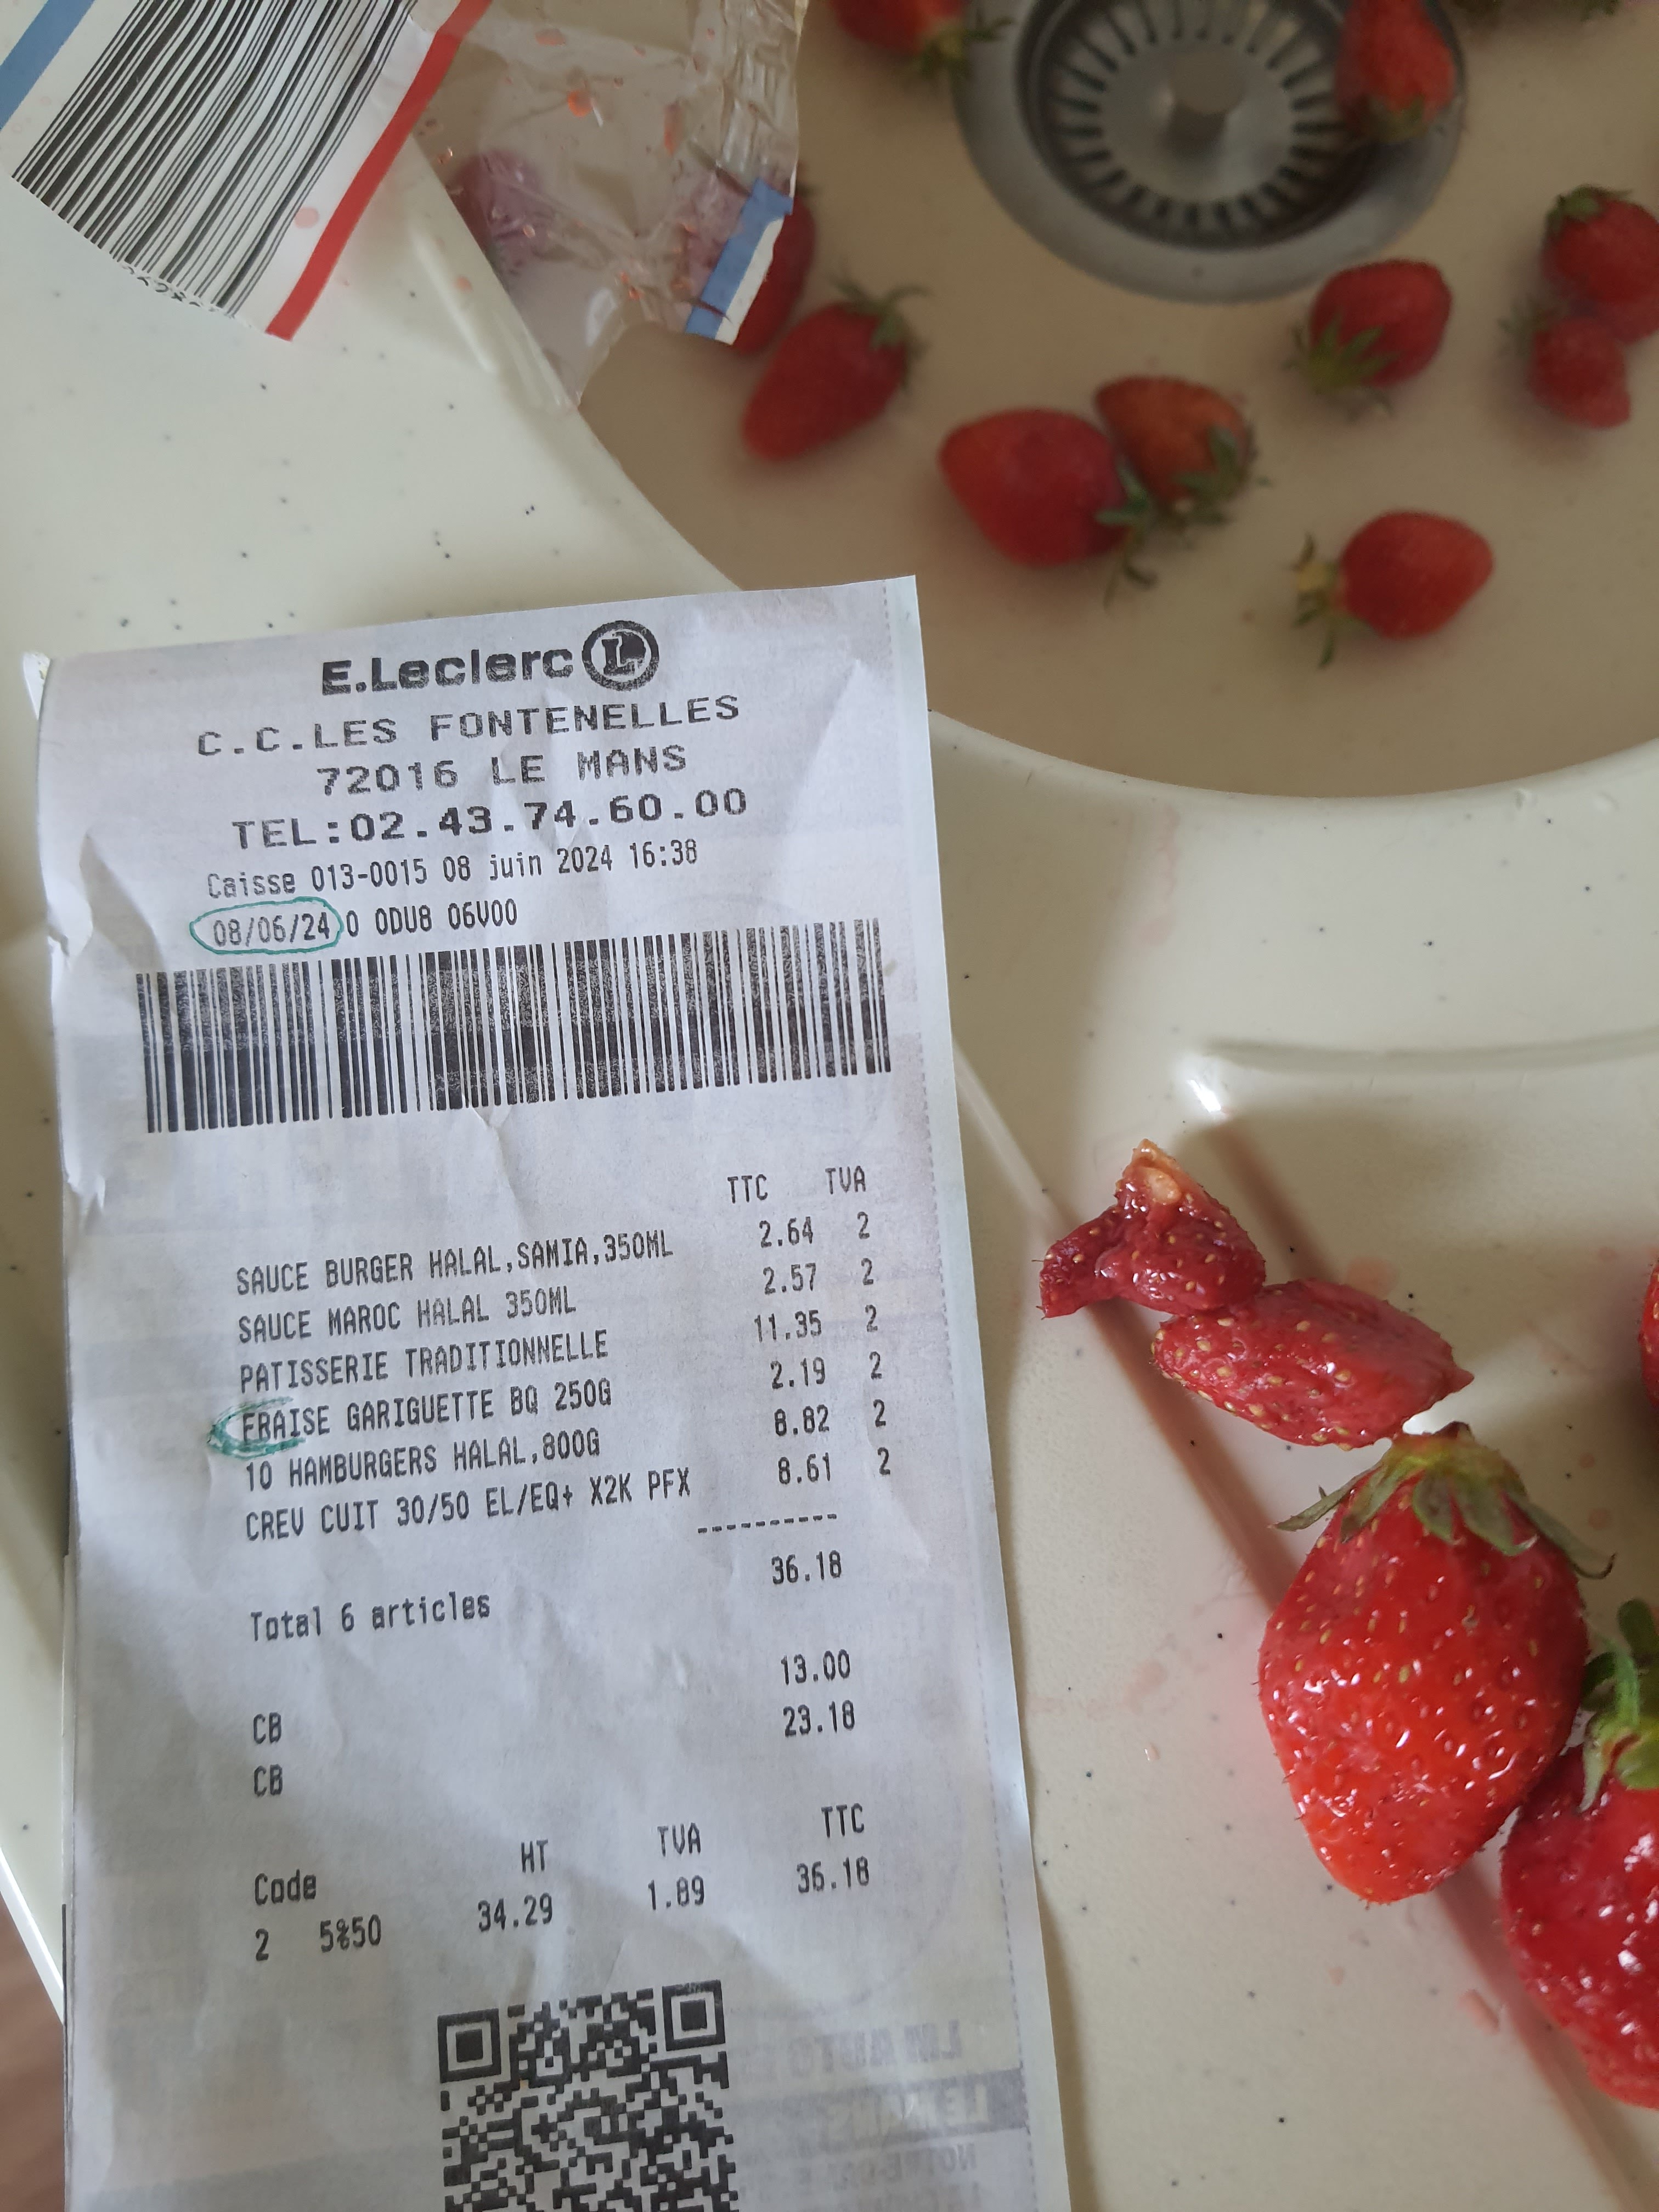 E.Leclerc L
C.C.LES FONTENELLES
72016 LE MANS
TEL:02.43.74.60.00
Caisse 013-0015 08 juin 2024 16:38
08/06/24 0 0DU8 06V00
TTC TVA
SAUCE BURGER HALAL,SAMIA,350ML 2.64 2
SAUCE MAROC HALAL 350ML 2.57 2
PATISSERIE TRADITIONNELLE 11.35 2
FRAISE GARIGUETTE BQ 250G 2.19 2
10 HAMBURGERS HALAL,800G 8.82 2
CREV CUIT 30/50 EL/EQ+ X2K PFX 8.61 2
----------
Total 6 articles 36.18
CB 13.00
CB 23.18
Code HT TVA TTC
2 5%50 34.29 1.89 36.18